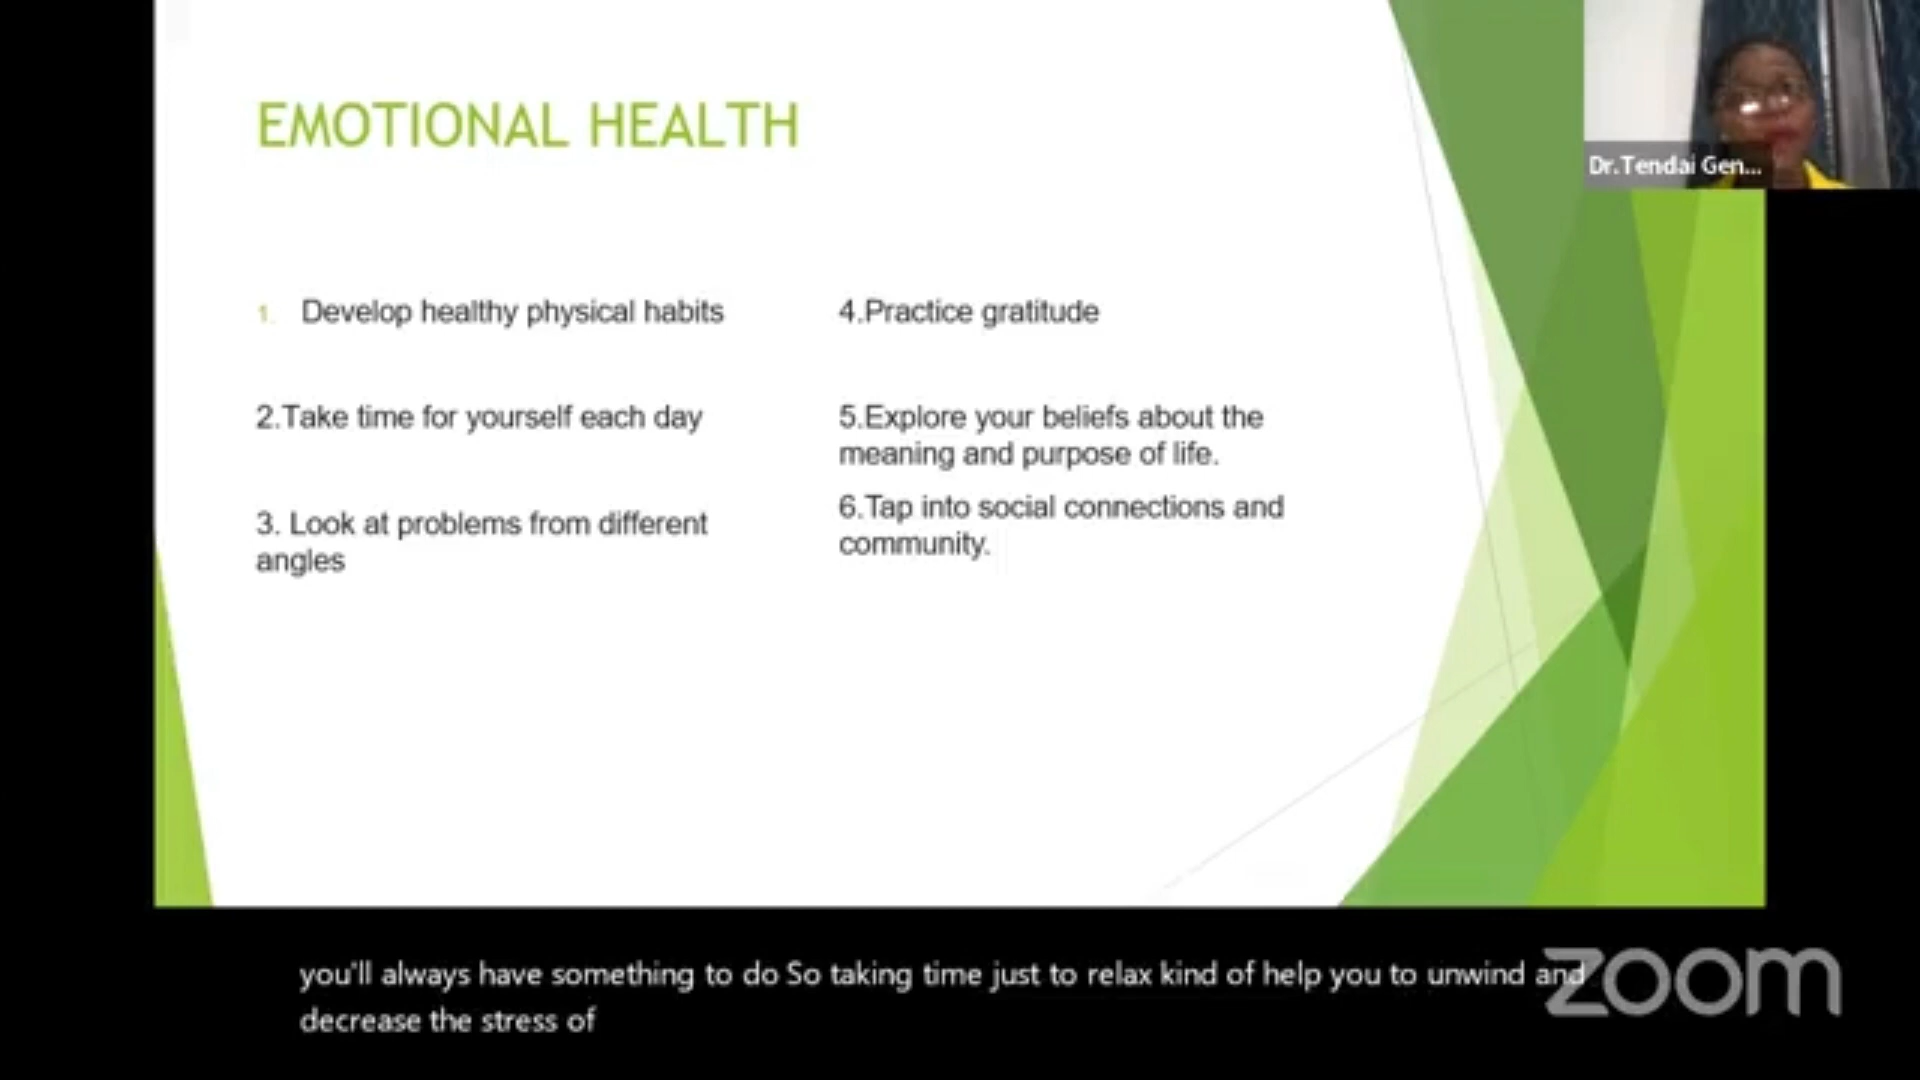 EMOTIONAL HEALTH
Dr.Tendai Gen...
1. Develop healthy physical habits
2.Take time for yourself each day
3. Look at problems from different
angles
4.Practice gratitude
5.Explore your beliefs about the
meaning and purpose of life.
6.Tap into social connections and
community.
you'll always have something to do So taking time just to relax kind of help you to unwind and
decrease the stress of
zoom